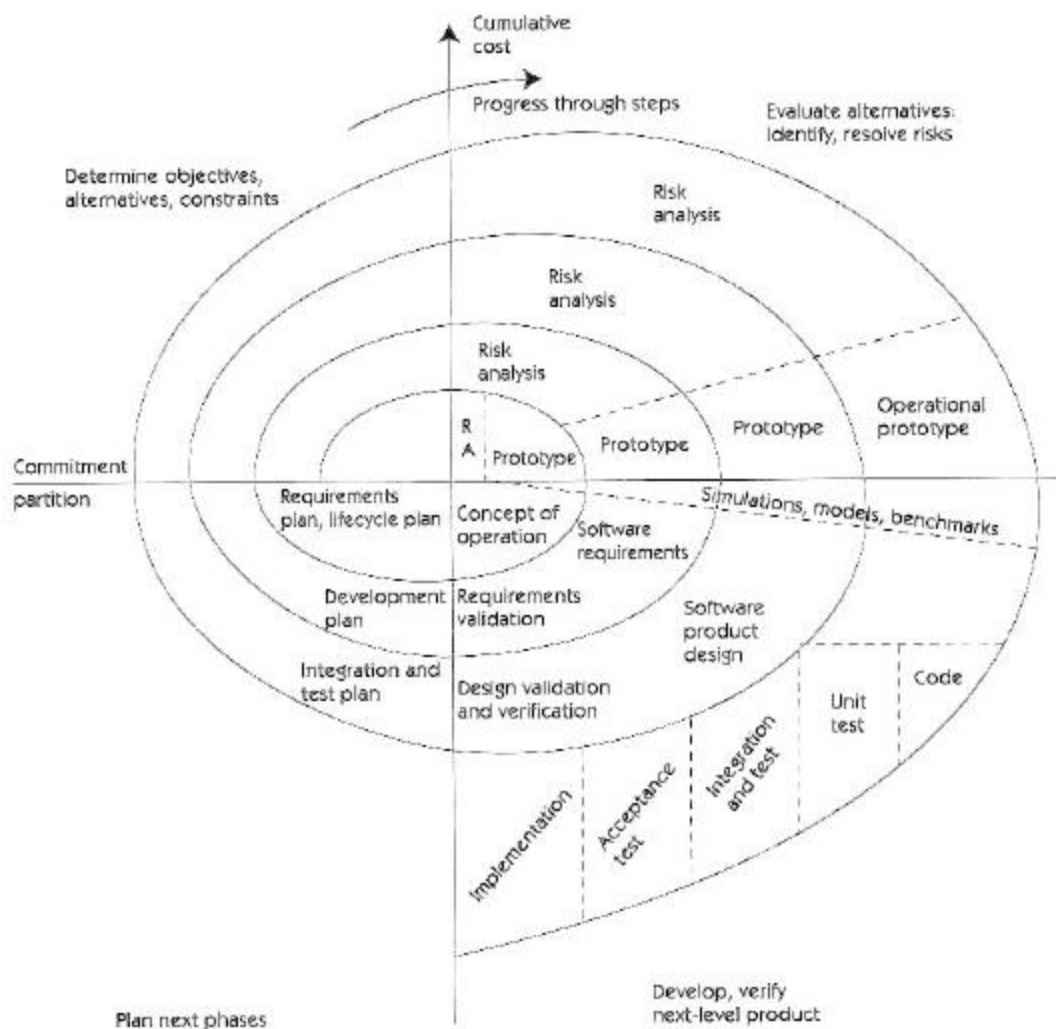 Cumulative
cost
Progress through steps
Evaluate alternatives:
Identify, resolve risks
Determine objectives,
alternatives, constraints
Risk
analysis
Risk
analysis
Risk
analysis
R
A
Prototype
Prototype
Prototype
Operational
prototype
Commitment
partition
Simulations, models, benchmarks
Requirements
plan, lifecycle plan
Concept of
operation
Software
requirements
Development
plan
Requirements
validation
Software
product
design
Integration and
test plan
Design validation
and verification
Code
Unit
test
Integration
and test
Acceptance
test
Implementation
Plan next phases
Develop, verify
next-level product